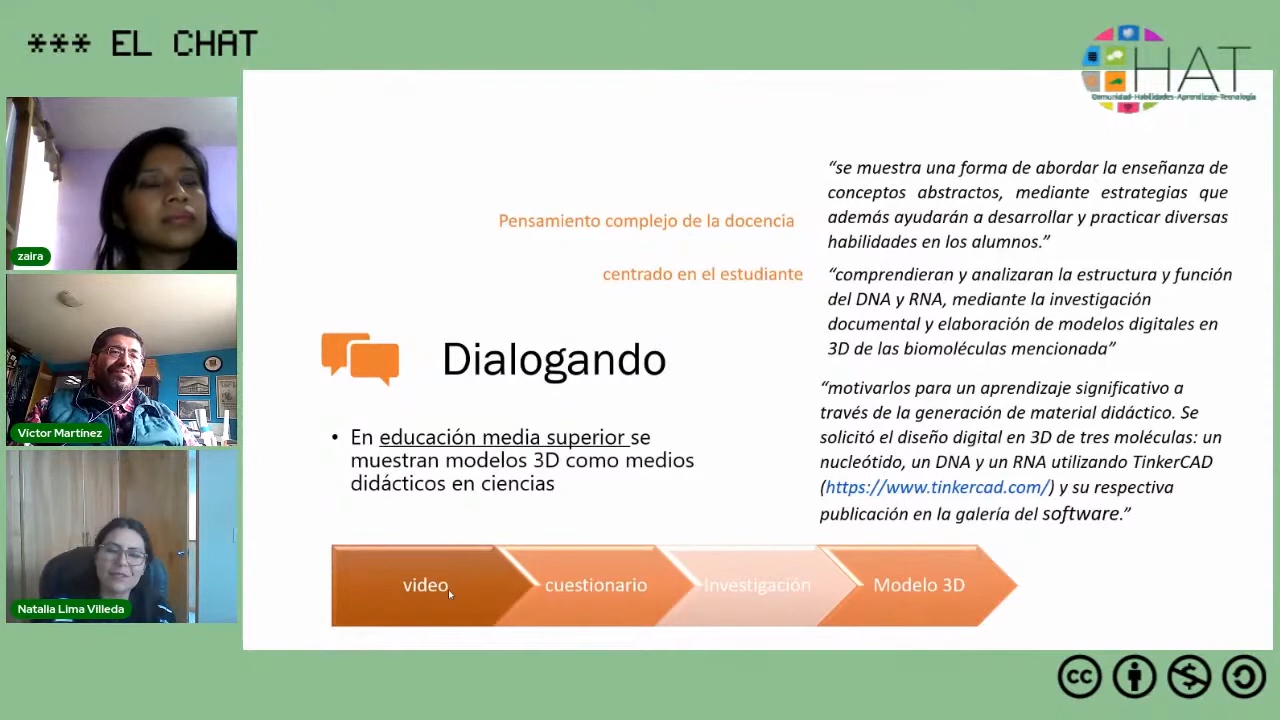 *** EL CHAT
HAT
Comunidad- Habilidades- Aprendizaje- Tecnología
zaira
Víctor Martínez
Natalia Lima Villeda
Pensamiento complejo de la docencia
centrado en el estudiante
Dialogando
• En educación media superior se
muestran modelos 3D como medios
didácticos en ciencias
“se muestra una forma de abordar la enseñanza de
conceptos abstractos, mediante estrategias que
además ayudarán a desarrollar y practicar diversas
habilidades en los alumnos.”
“comprendieran y analizaran la estructura y función
del DNA y RNA, mediante la investigación
documental y elaboración de modelos digitales en
3D de las biomoléculas mencionada”
“motivarlos para un aprendizaje significativo a
través de la generación de material didáctico. Se
solicitó el diseño digital en 3D de tres moléculas: un
nucleótido, un DNA y un RNA utilizando TinkerCAD
(https://www.tinkercad.com/) y su respectiva
publicación en la galería del software.”
video
cuestionario
Investigación
Modelo 3D
cc